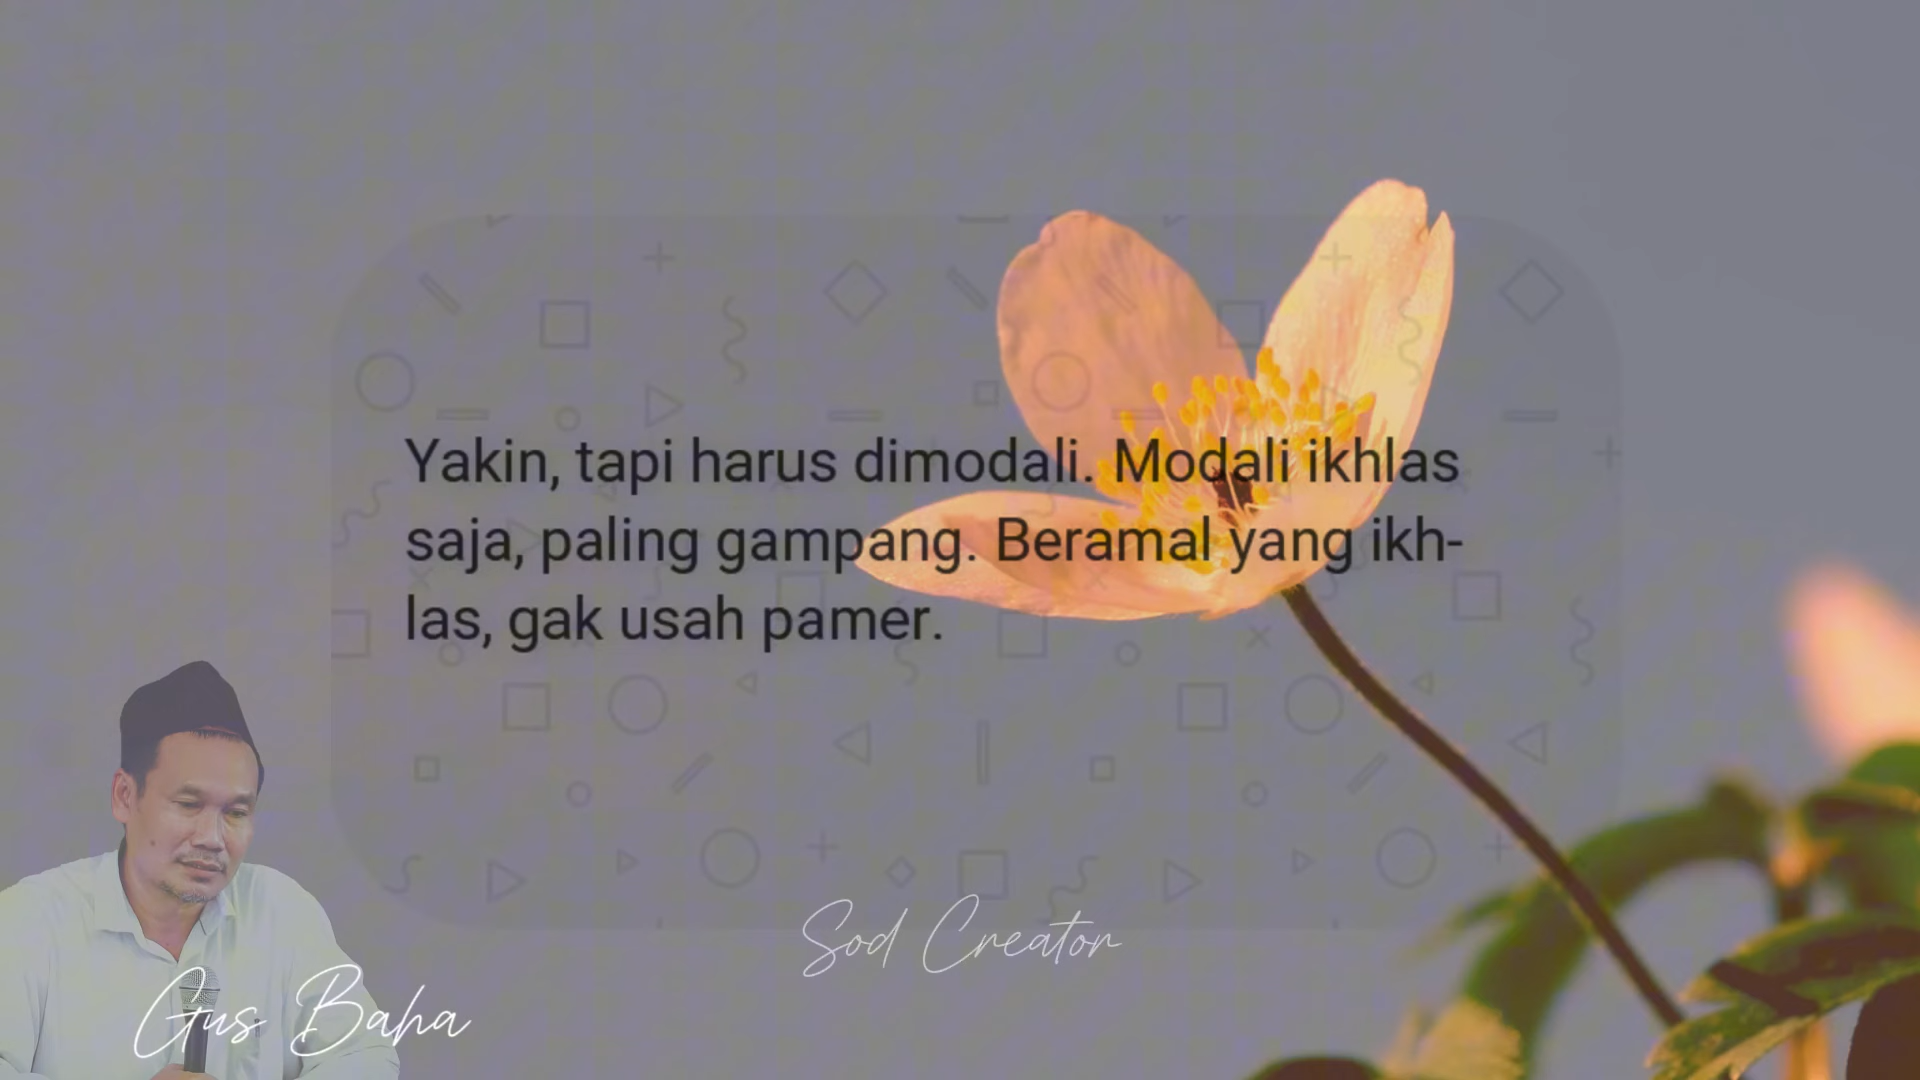 Yakin, tapi harus dimodali. Modali ikhlas
saja, paling gampang. Beramal yang ikh-
las, gak usah pamer.
Sod Creator
Gus Baha